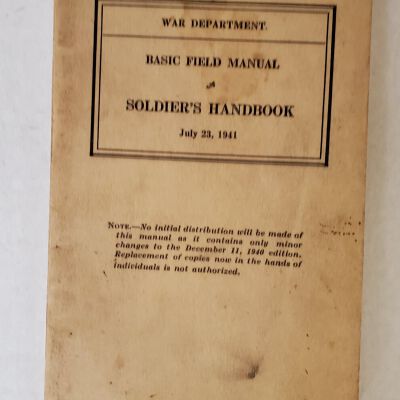 WAR DEPARTMENT.
BASIC FIELD MANUAL
SOLDIER'S HANDBOOK
July 23, 1941
NOTE.—No initial distribution will be made of
this manual as it contains only minor
changes to the December 11, 1940 edition.
Replacement of copies now in the hands of
individuals is not authorized.